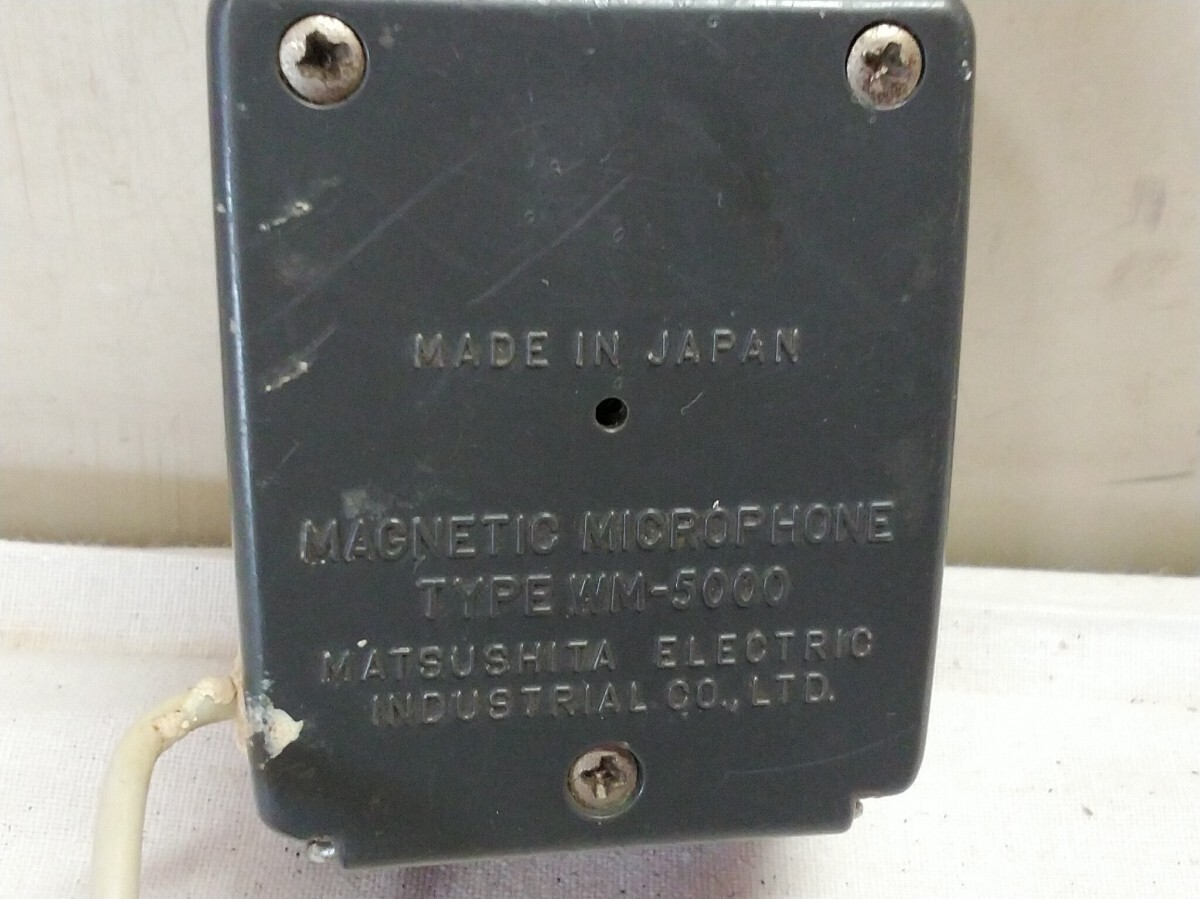 MADE IN JAPAN
MAGNETIC MICROPHONE
TYPE WM-5000
MATSUSHITA ELECTRIC
INDUSTRIAL CO., LTD.